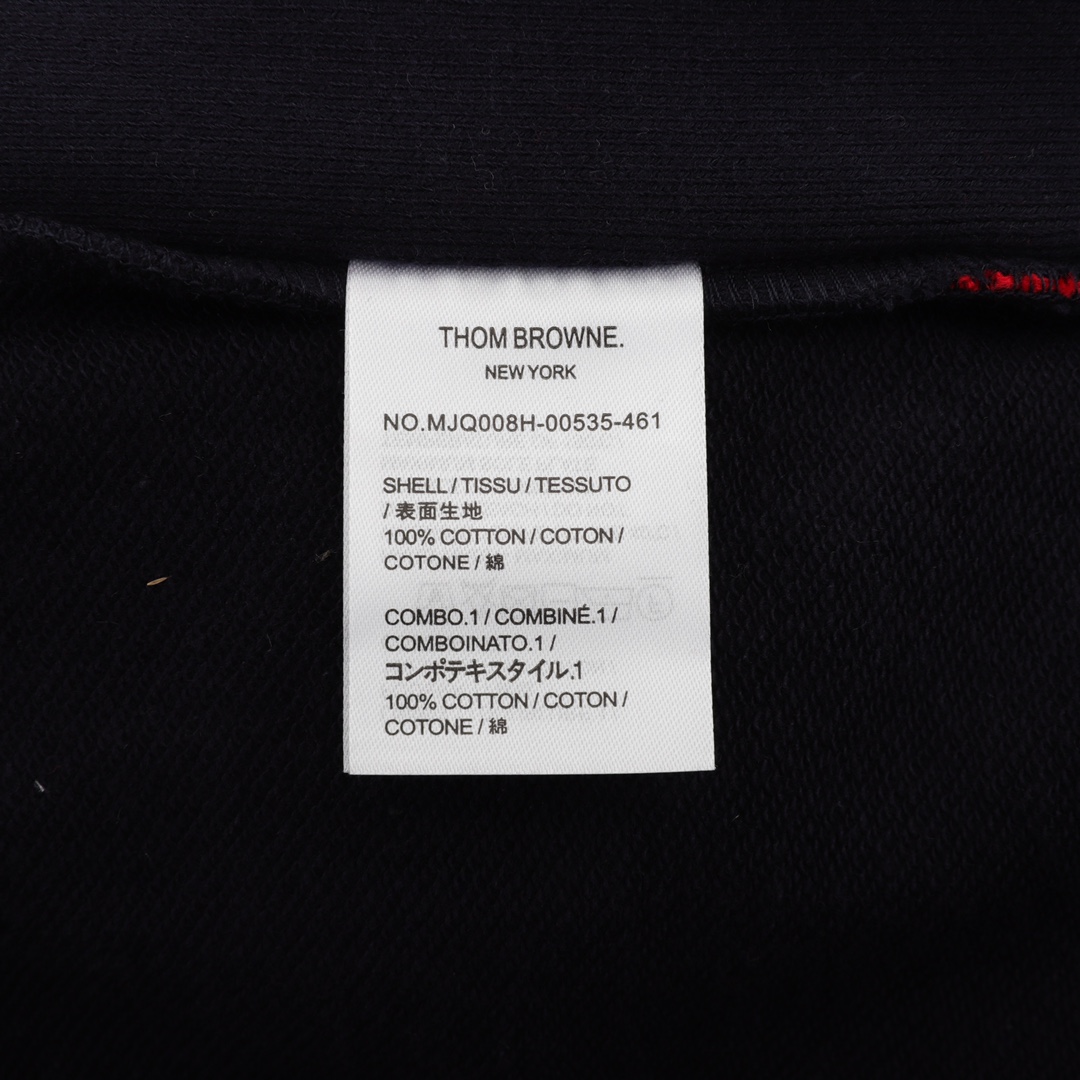 THOM BROWNE.
NEW YORK
NO.MJQ008H-00535-461
SHELL / TISSU / TESSUTO
/ 表面生地
100% COTTON / COTON /
COTONE / 綿
COMBO.1 / COMBINÉ.1 /
COMBOINATO.1 /
コンポテキスタイル.1
100% COTTON / COTON /
COTONE / 綿